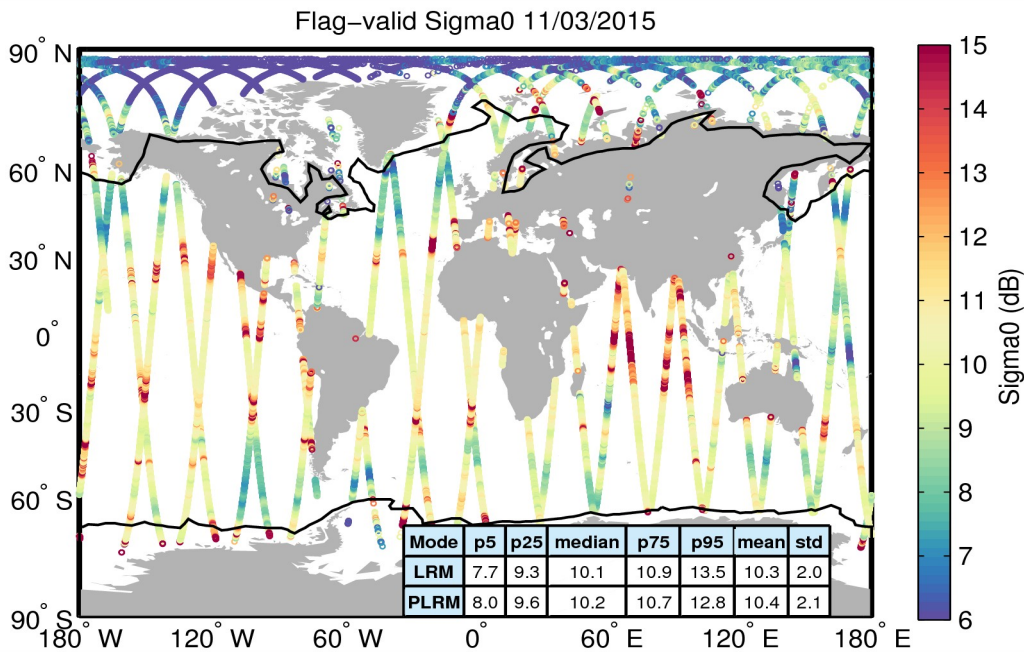 Flag−valid Sigma0 11/03/2015
90° N
60° N
30° N
0°
30° S
60° S
90° S
180° W
120° W
60° W
0°
60° E
120° E
180° E
15
14
13
12
11
10
9
8
7
6
Sigma0 (dB)
Mode p5 p25 median p75 p95 mean std
LRM 7.7 9.3 10.1 10.9 13.5 10.3 2.0
PLRM 8.0 9.6 10.2 10.7 12.8 10.4 2.1